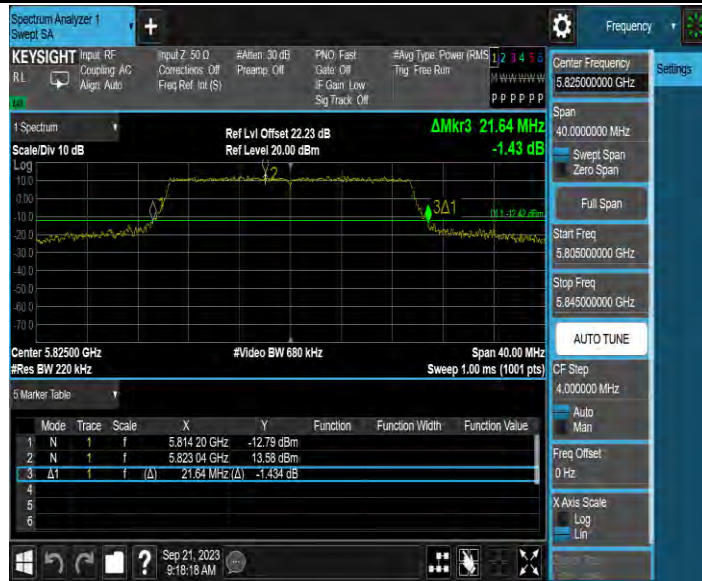 Spectrum Analyzer 1
Swept SA
+
Frequency
KEYSIGHT
RL
Input: RF
Coupling: AC
Align: Auto
Input Z: 50 Ω
Corrections: Off
Freq Ref: Int (S)
#Atten: 30 dB
Preamp: Off
PNO: Fast
Gate: Off
IF Gain: Low
Sig Track: Off
#Avg Type: Power (RMS
Trig: Free Run
1 2 3 4 5 6
M W W W W W
P P P P P P
Settings
1 Spectrum
Scale/Div 10 dB
Ref Lvl Offset 22.23 dB
Ref Level 20.00 dBm
ΔMkr3 21.64 MHz
-1.43 dB
Log
10.0
0.00
-10.0
-20.0
-30.0
-40.0
-50.0
-60.0
-70.0
2
3Δ1
Center 5.82500 GHz
#Res BW 220 kHz
#Video BW 680 kHz
Span 40.00 MHz
Sweep 1.00 ms (1001 pts)
5 Marker Table
Mode Trace Scale X Y Function Function Width Function Value
1 N 1 f 5.814 20 GHz -12.79 dBm
2 N 1 f 5.823 04 GHz 13.58 dBm
3 Δ1 1 f (Δ) 21.64 MHz (Δ) -1.434 dB
4
5
6
Center Frequency
5.825000000 GHz
Span
40.0000000 MHz
Swept Span
Zero Span
Full Span
Start Freq
5.805000000 GHz
Stop Freq
5.845000000 GHz
AUTO TUNE
CF Step
4.000000 MHz
Auto
Man
Freq Offset
0 Hz
X Axis Scale
Log
Lin
?
Sep 21, 2023
9:18:18 AM